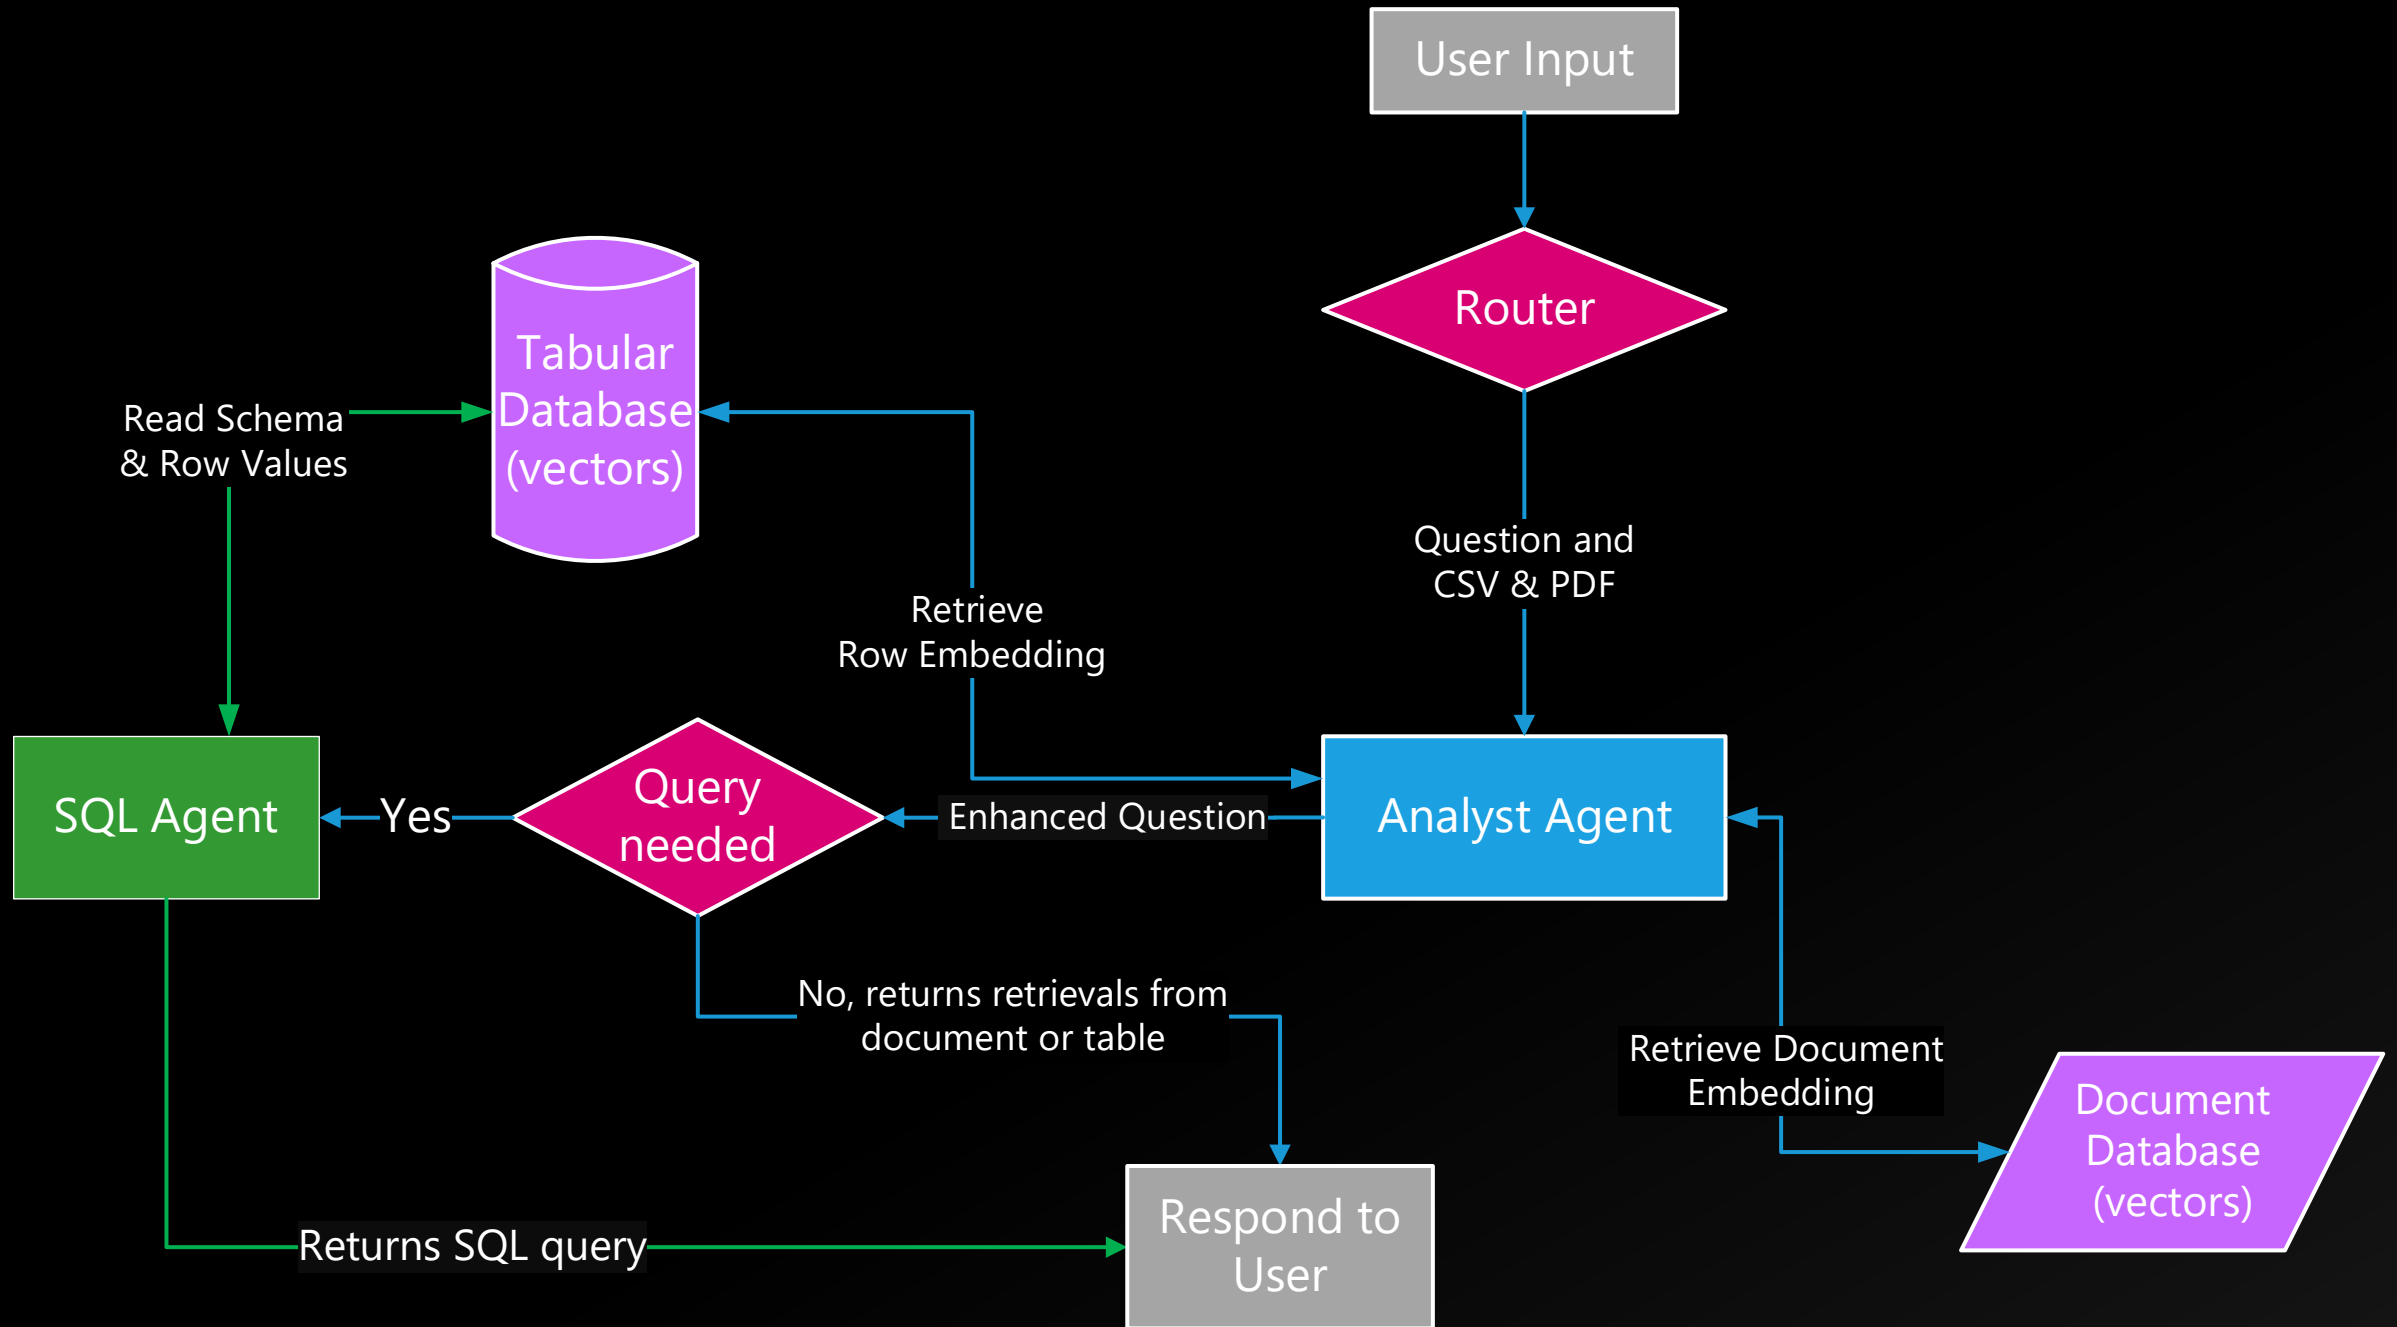 User Input
Router
Tabular
Database
(vectors)
Read Schema
& Row Values
Question and
CSV & PDF
Retrieve
Row Embedding
SQL Agent
Yes
Query
needed
Enhanced Question
Analyst Agent
No, returns retrievals from
document or table
Retrieve Document
Embedding
Document
Database
(vectors)
Returns SQL query
Respond to
User